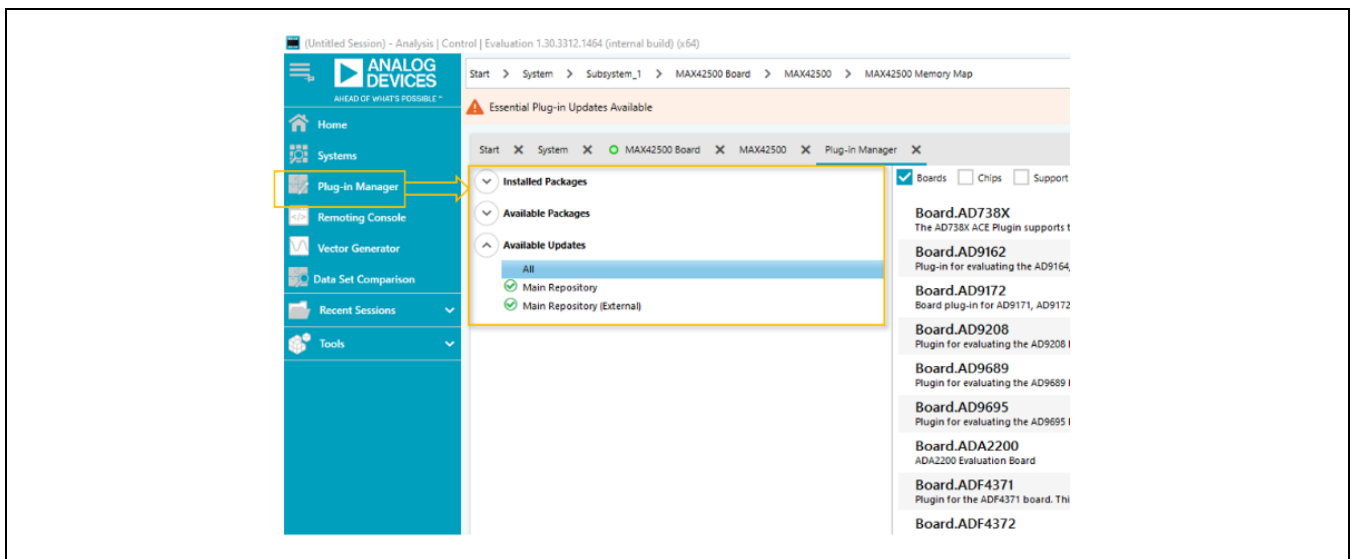 (Untitled Session) - Analysis | Control | Evaluation 1.30.3312.1464 (internal build) (x64)
ANALOG
DEVICES
AHEAD OF WHAT'S POSSIBLE™
Home
Systems
Plug-in Manager
Remoting Console
Vector Generator
Data Set Comparison
Recent Sessions
Tools
Start > System > Subsystem_1 > MAX42500 Board > MAX42500 > MAX42500 Memory Map
Essential Plug-in Updates Available
Start System MAX42500 Board MAX42500 Plug-in Manager
Installed Packages
Available Packages
Available Updates
All
Main Repository
Main Repository (External)
Boards Chips Support
Board.AD738X
The AD738X ACE Plugin supports t
Board.AD9162
Plug-in for evaluating the AD9164,
Board.AD9172
Board plug-in for AD9171, AD9172
Board.AD9208
Plugin for evaluating the AD9208
Board.AD9689
Plugin for evaluating the AD9689
Board.AD9695
Plugin for evaluating the AD9695
Board.ADA2200
ADA2200 Evaluation Board
Board.ADF4371
Plugin for the ADF4371 board. Thi
Board.ADF4372